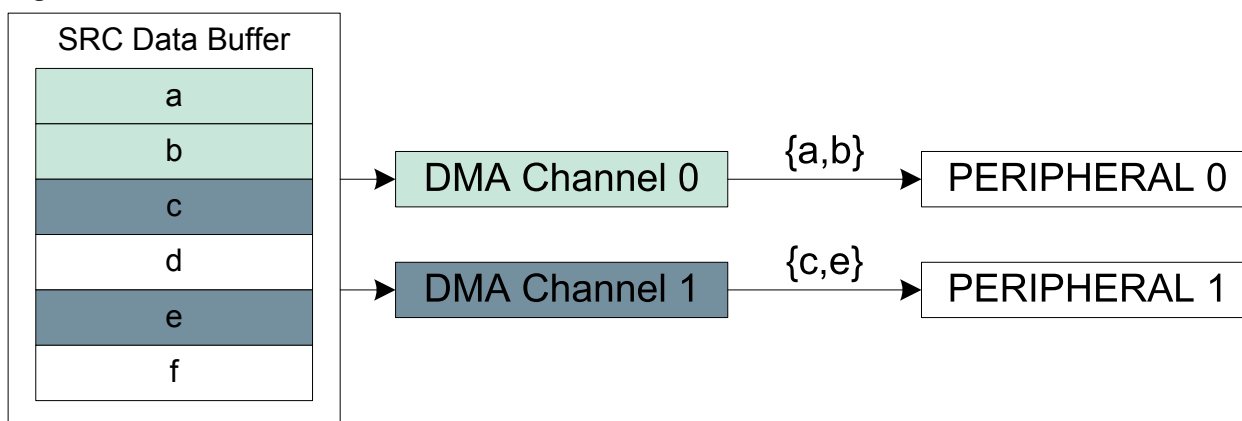 SRC Data Buffer
a
b
c
d
e
f
DMA Channel 0
{a,b}
PERIPHERAL 0
DMA Channel 1
{c,e}
PERIPHERAL 1